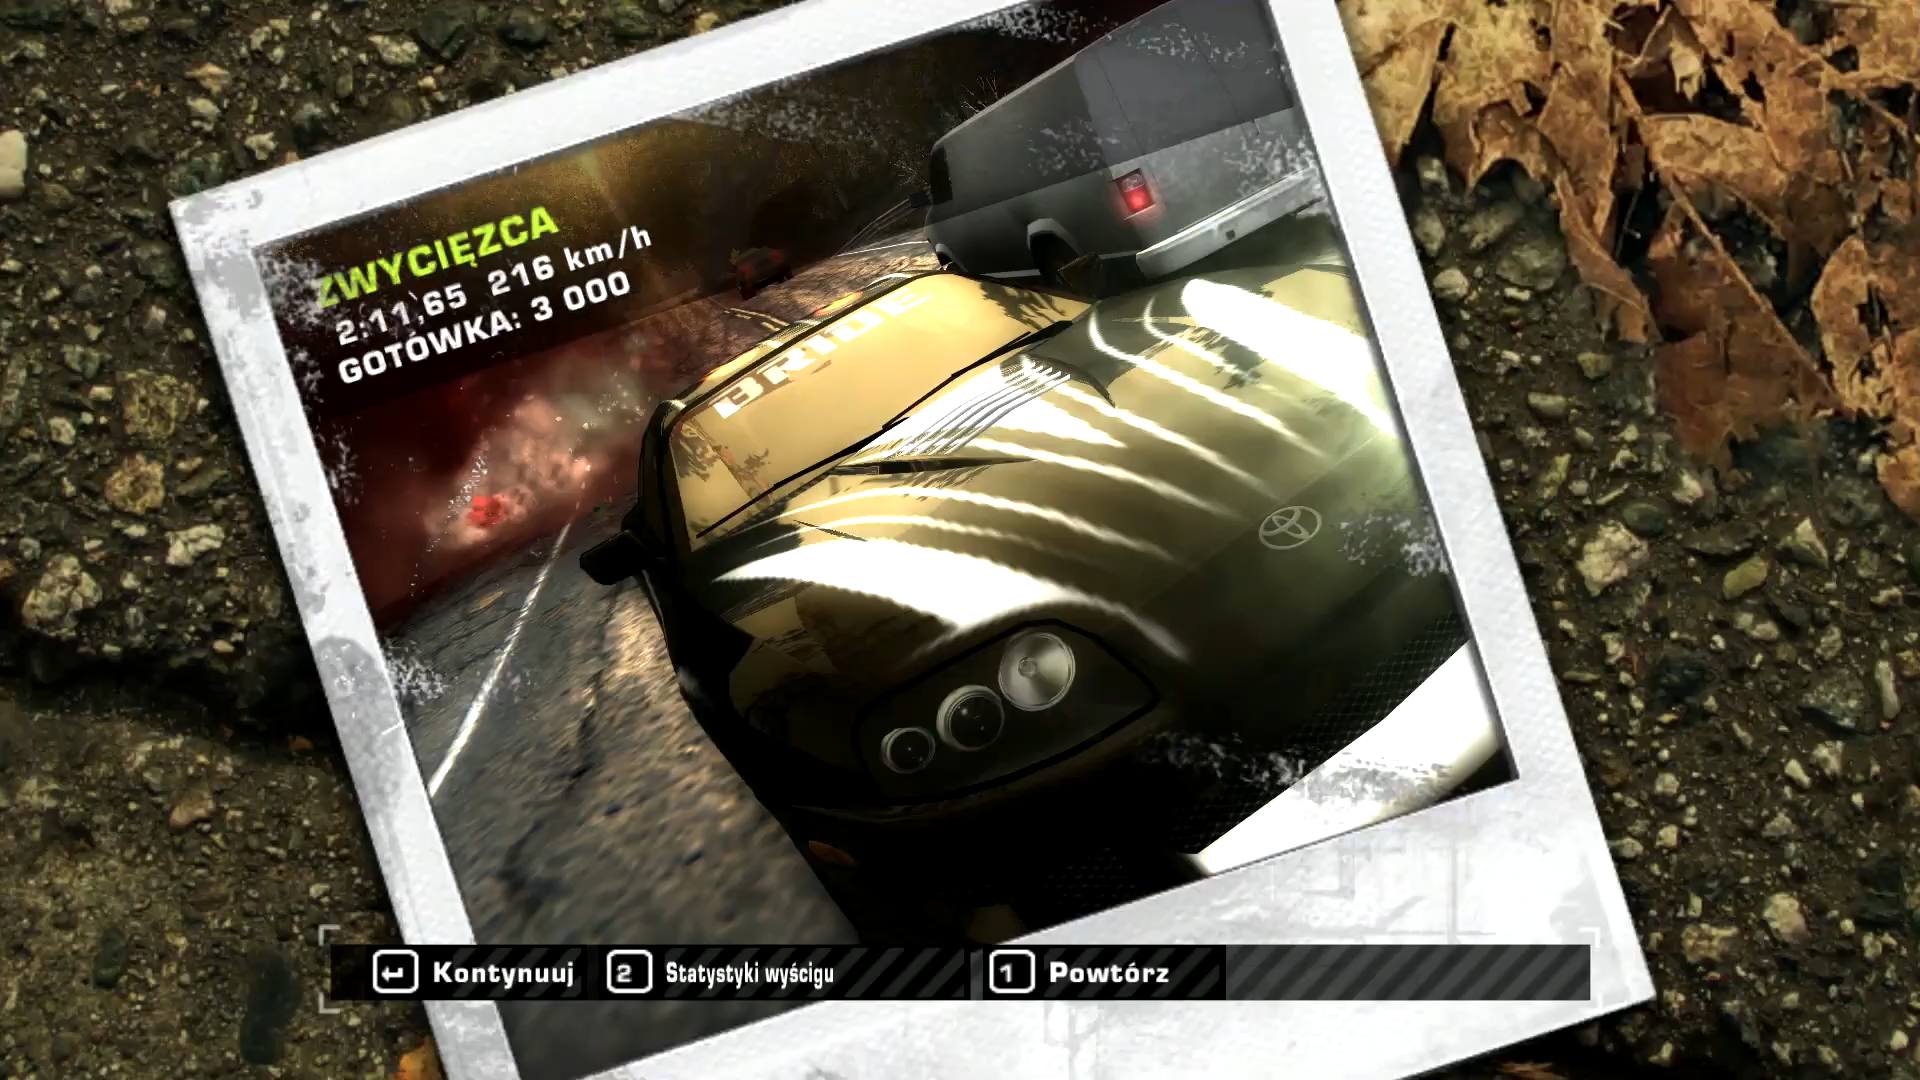 ZWYCIĘZCA
2:11,65 216 km/h
GOTÓWKA: 3 000
BRIDE
Kontynuuj
2 Statystyki wyścigu
1 Powtórz